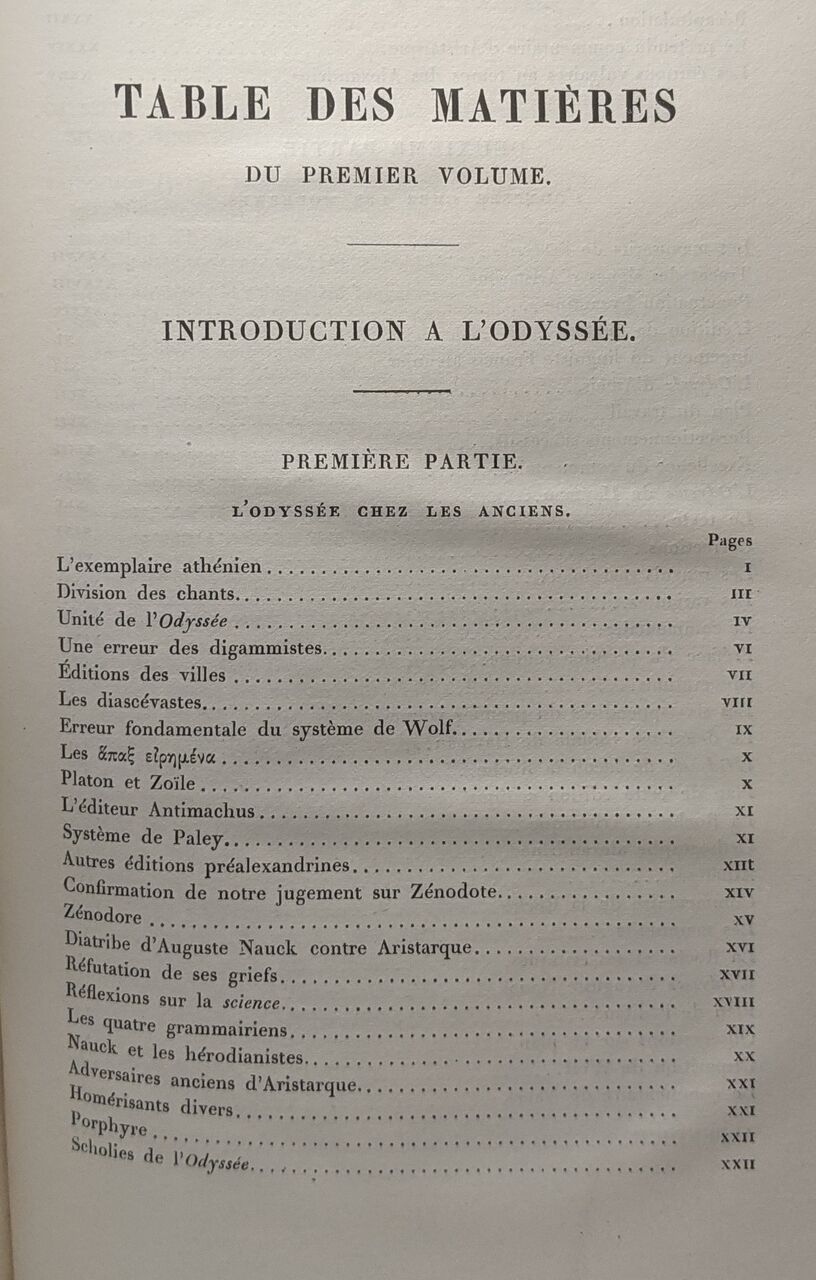 TABLE DES MATIÈRES
DU PREMIER VOLUME.
INTRODUCTION A L'ODYSSÉE.
PREMIÈRE PARTIE.
L'ODYSSÉE CHEZ LES ANCIENS.
Pages
L'exemplaire athénien........................................ I
Division des chants........................................ III
Unité de l'Odyssée ........................................ IV
Une erreur des digammistes................................ VI
Éditions des villes ........................................ VII
Les diascévastes........................................ VIII
Erreur fondamentale du système de Wolf..................... IX
Les ἅπαξ εἰρημένα ........................................ X
Platon et Zoïle ........................................ X
L'éditeur Antimachus........................................ XI
Système de Paley........................................ XI
Autres éditions préalexandrines.............................. XIII
Confirmation de notre jugement sur Zénodote................. XIV
Zénodore ........................................ XV
Diatribe d'Auguste Nauck contre Aristarque................... XVI
Réfutation de ses griefs..................................... XVII
Réflexions sur la science.................................... XVIII
Les quatre grammairiens.................................... XIX
Nauck et les hérodianistes................................... XX
Adversaires anciens d'Aristarque.............................. XXI
Homérisants divers........................................ XXI
Porphyre ........................................ XXII
Scholies de l'Odyssée........................................ XXII